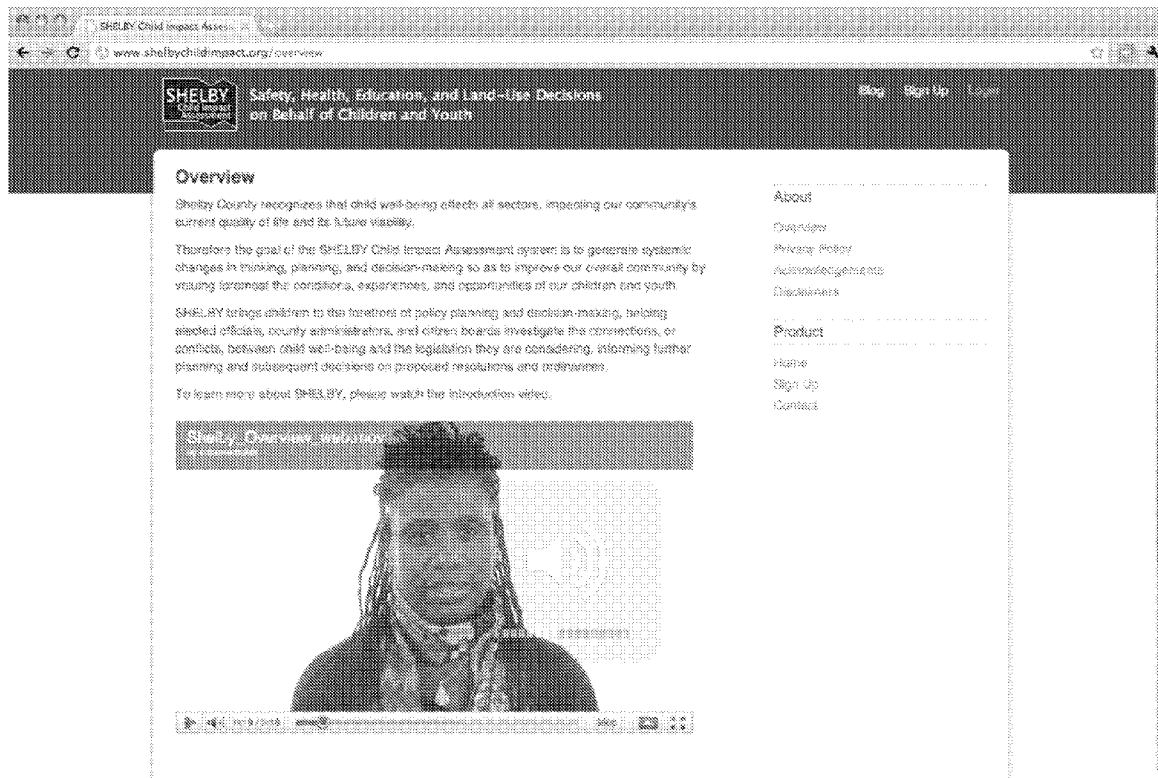 SHELBY Child Impact Assess
www.shelbychildimpact.org/overview
SHELBY
Child Impact
Assessment
Safety, Health, Education, and Land-Use Decisions
on Behalf of Children and Youth
Blog Sign Up Login
Overview
Shelby County recognizes that child well-being affects all sectors, impacting our community's
current quality of life and its future viability.
Therefore the goal of the SHELBY Child Impact Assessment system is to generate systemic
changes in thinking, planning, and decision-making so as to improve our overall community by
valuing foremost the conditions, experiences, and opportunities of our children and youth.
SHELBY brings children to the forefront of policy planning and decision-making, helping
elected officials, county administrators, and citizen boards investigate the connections, or
conflicts, between child well-being and the legislation they are considering, informing further
planning and subsequent decisions on proposed resolutions and ordinances.
To learn more about SHELBY, please watch the introduction video.
Shelby_Overview_web.mov
About
Overview
Privacy Policy
Acknowledgements
Disclaimers
Product
Home
Sign Up
Contact